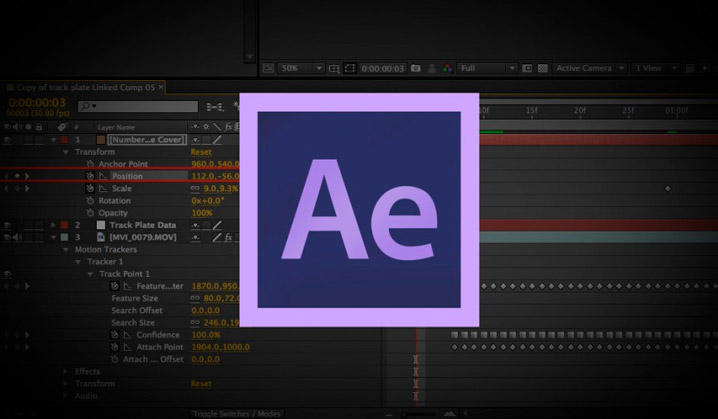 50% 0:00:00:03 Full Active Camera 1 View
Copy of track plate Linked Comp 05 ×
0:00:00:03
00003 (30.00 fps)
Layer Name
10f 15f 20f 25f 01:00
1 [Number...e Cover]
Transform Reset
Anchor Point 960.0,540.0
Position 112.0,-56.0
Scale 9.0,9.3%
Rotation 0x+0.0°
Opacity 100%
2 Track Plate Data
3 [MVI_0079.MOV]
Motion Trackers
Tracker 1
Track Point 1
Feature...ter 1870.0,950.
Feature Size 80.0,72.
Search Offset 0.0,0.0
Search Size 246.0,19
Confidence 100.0%
Attach Point 1904.0,1000.0
Attach ... Offset 0.0,0.0
Effects
Transform Reset
Audio
Toggle Switches / Modes
Ae